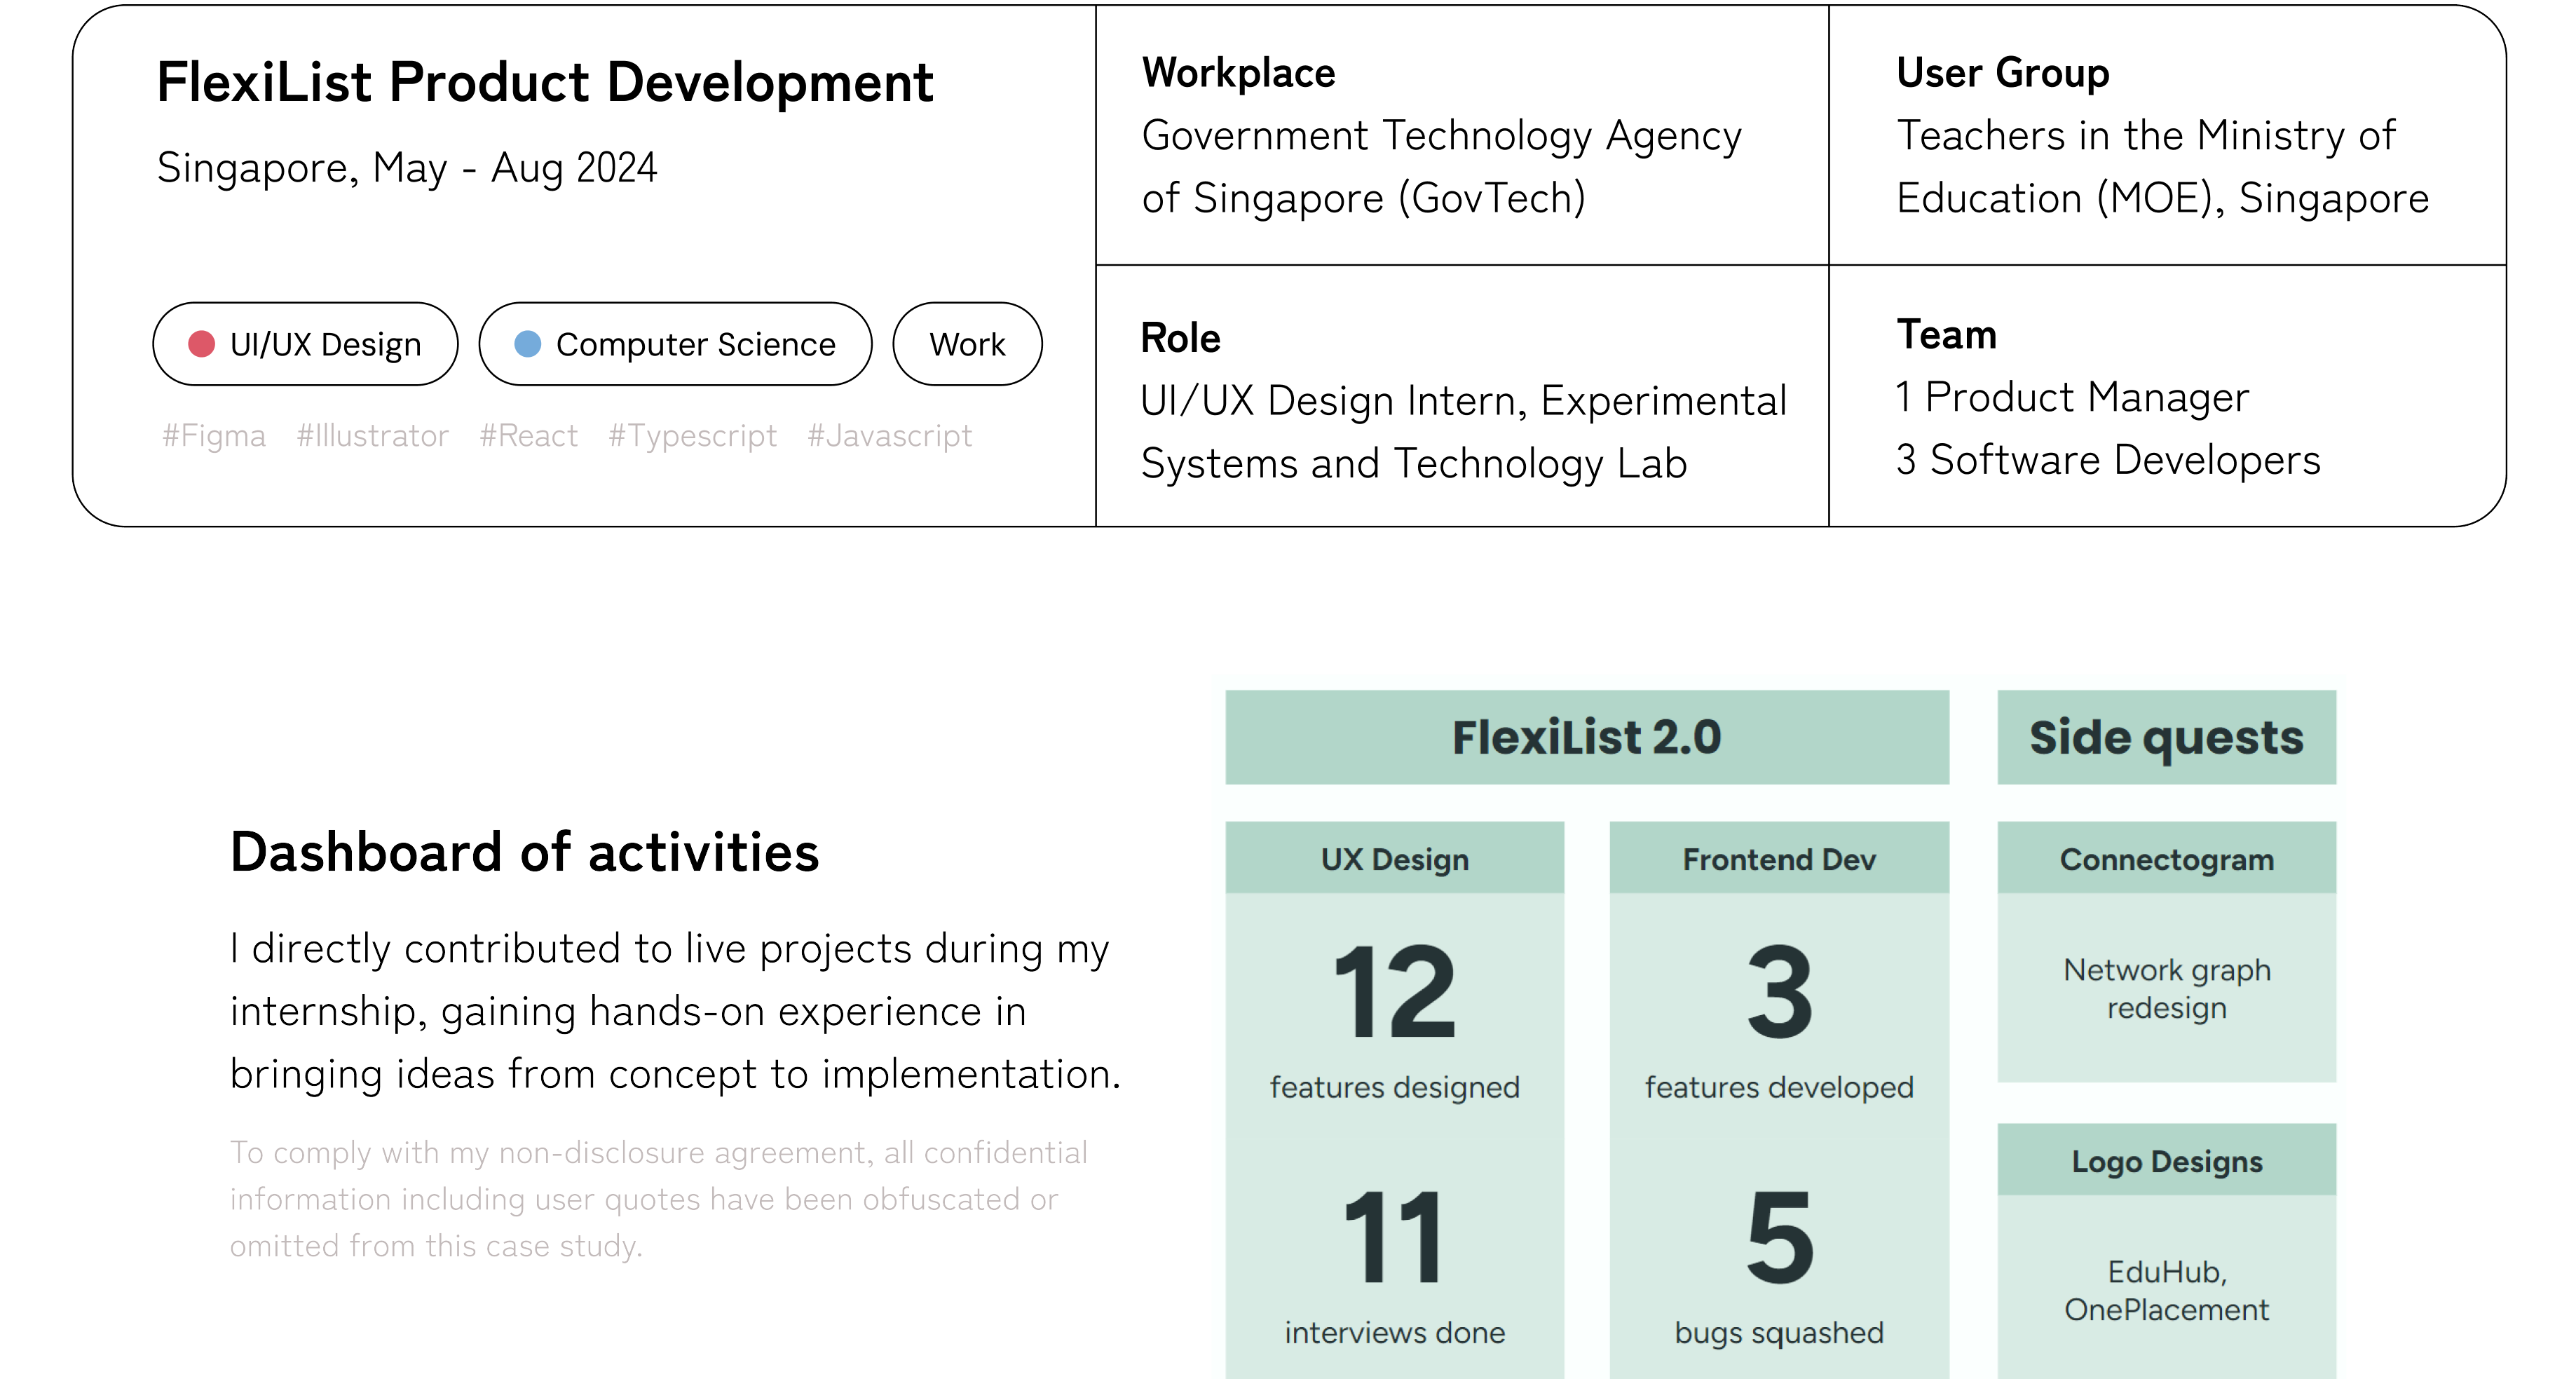 FlexiList Product Development
Singapore, May - Aug 2024
UI/UX Design
Computer Science
Work
#Figma #Illustrator #React #Typescript #Javascript
Workplace
Government Technology Agency
of Singapore (GovTech)
User Group
Teachers in the Ministry of
Education (MOE), Singapore
Role
UI/UX Design Intern, Experimental
Systems and Technology Lab
Team
1 Product Manager
3 Software Developers
Dashboard of activities
I directly contributed to live projects during my
internship, gaining hands-on experience in
bringing ideas from concept to implementation.
To comply with my non-disclosure agreement, all confidential
information including user quotes have been obfuscated or
omitted from this case study.
FlexiList 2.0
UX Design
12
features designed
11
interviews done
Frontend Dev
3
features developed
5
bugs squashed
Side quests
Connectogram
Network graph
redesign
Logo Designs
EduHub,
OnePlacement